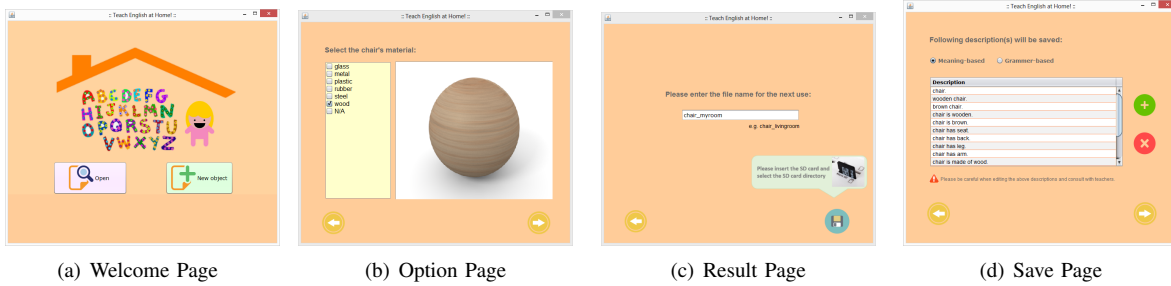 :: Teach English at Home! ::
ABCDEFG
HIJKLMN
OPQRSTU
VWXYZ
Open
New object
(a) Welcome Page
:: Teach English at Home! ::
Select the chair's material:
glass
metal
plastic
rubber
steel
wood
N/A
(b) Option Page
:: Teach English at Home! ::
Please enter the file name for the next use:
chair_myroom
e.g. chair_livingroom
Please insert the SD card and
select the SD card directory
(c) Result Page
:: Teach English at Home! ::
Following description(s) will be saved:
Meaning-based
Grammer-based
Description
chair.
wooden chair.
brown chair.
chair is wooden.
chair is brown.
chair has seat.
chair has back.
chair has leg.
chair has arm.
chair is made of wood.
Please be careful when editing the above descriptions and consult with teachers.
(d) Save Page